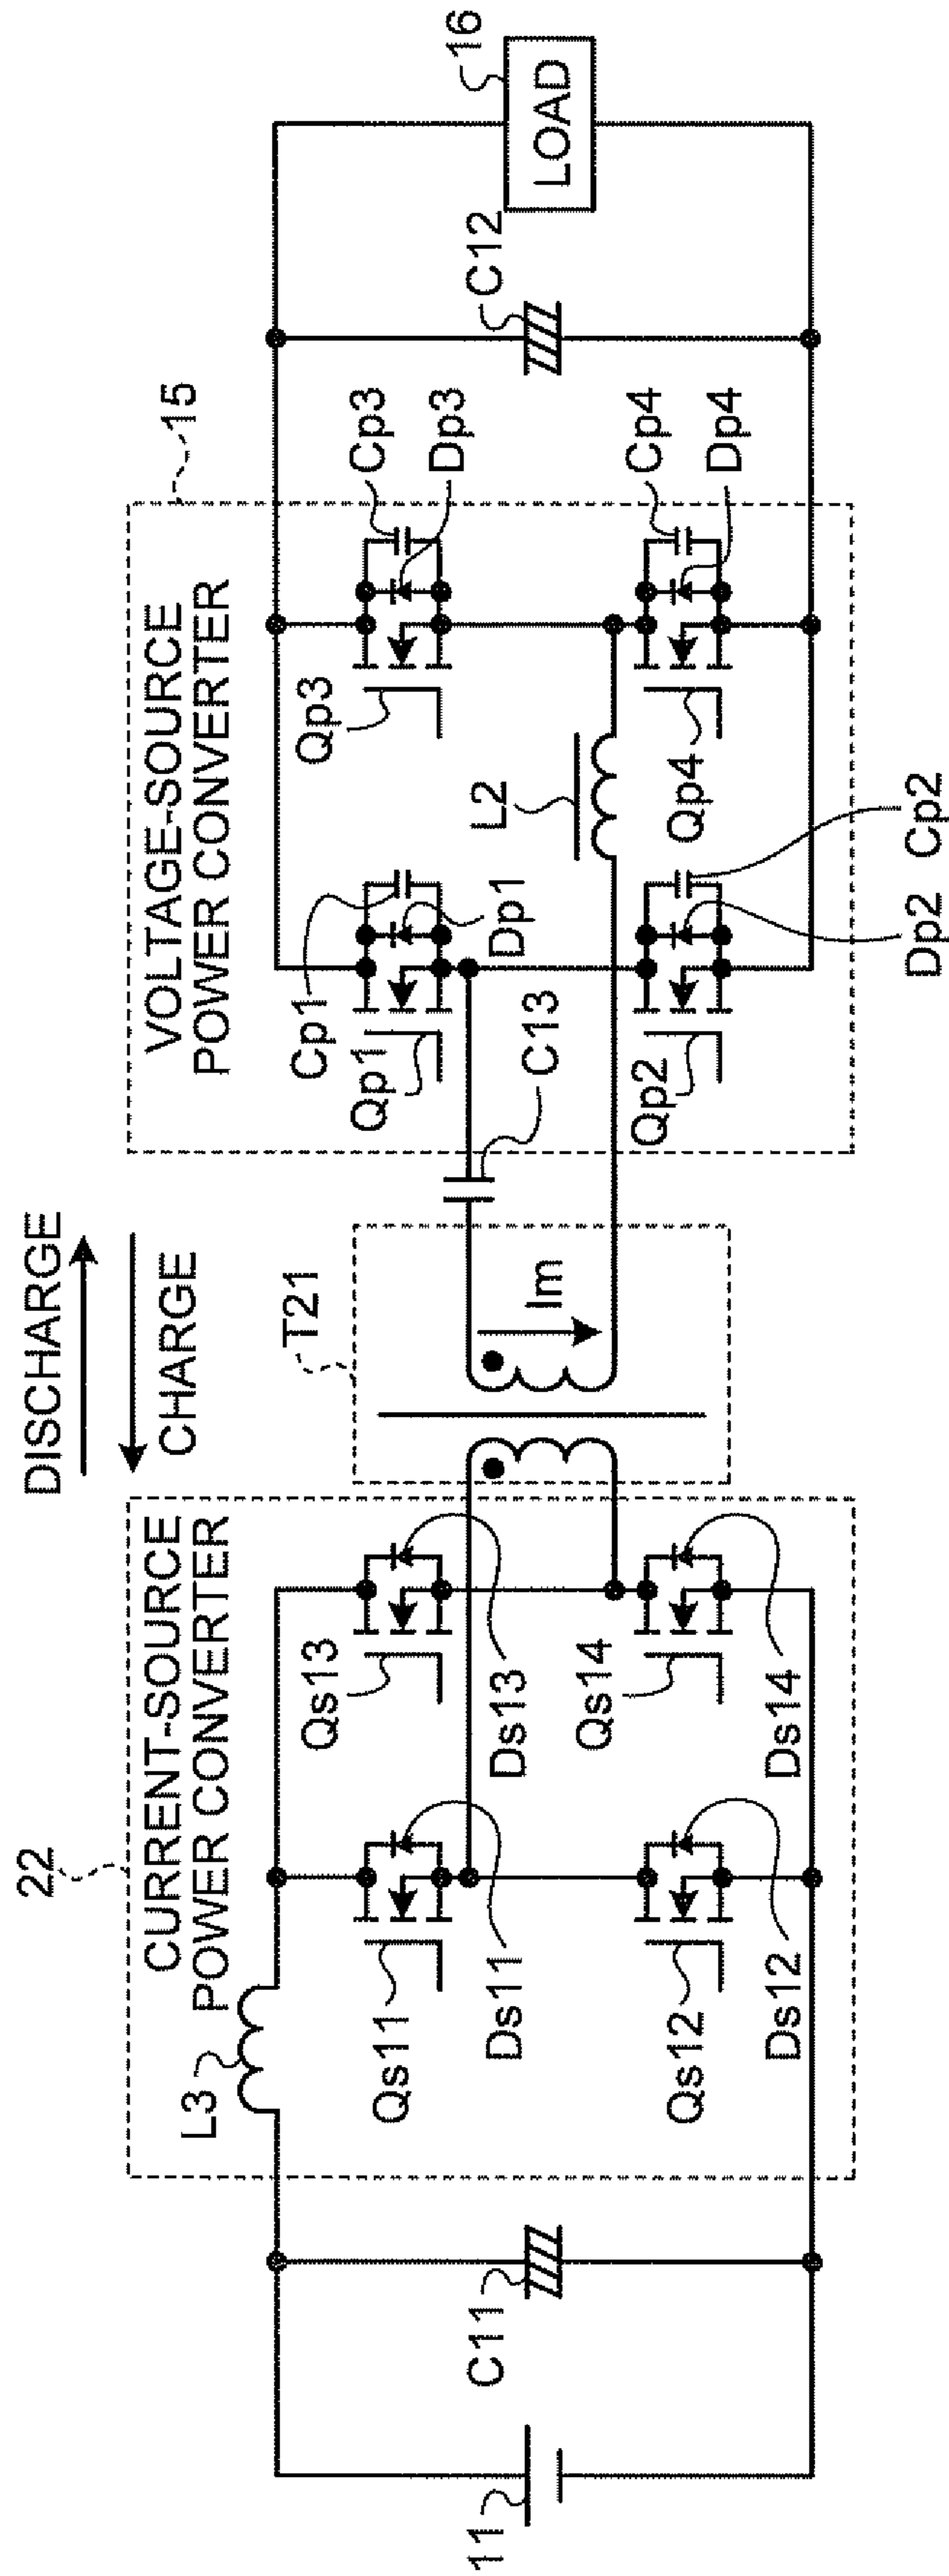 DISCHARGE
CHARGE
22
CURRENT-SOURCE
POWER CONVERTER
VOLTAGE-SOURCE
POWER CONVERTER
15
T21
Im
L3
Qs11
Ds11
Qs12
Ds12
Qs13
Ds13
Qs14
Ds14
11
C11
C13
Cp1
Qp1
Dp1
Qp2
Dp2
Cp2
L2
Qp3
Cp3
Dp3
Qp4
Cp4
Dp4
C12
16
LOAD